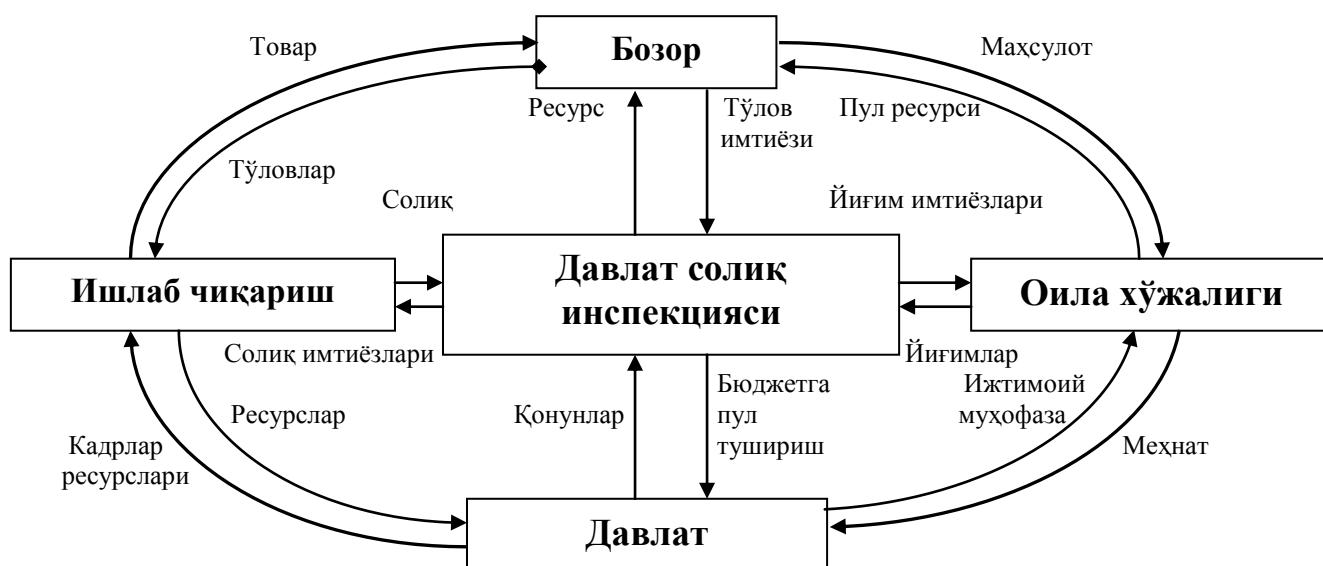 Товар
Бозор
Маҳсулот
Ресурс
Тўлов
имтиёзи
Пул ресурси
Тўловлар
Солиқ
Йиғим имтиёзлари
Ишлаб чиқариш
Давлат солиқ
инспекцияси
Оила хўжалиги
Солиқ имтиёзлари
Йиғимлар
Ресурслар
Қонунлар
Бюджетга
пул
тушириш
Ижтимоий
муҳофаза
Кадрлар
ресурслари
Меҳнат
Давлат